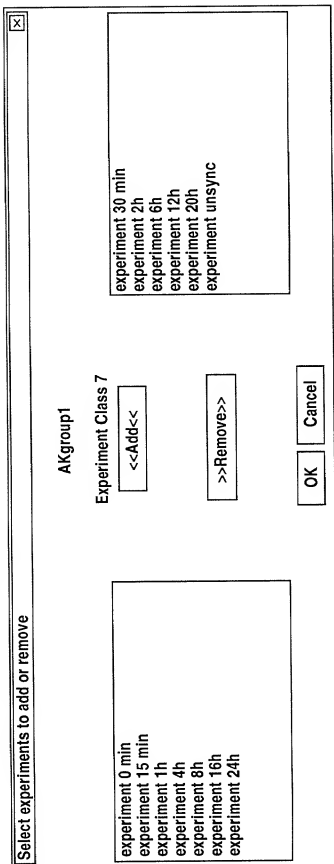 Select experiments to add or remove
X
AKgroup1
Experiment Class 7
experiment 0 min
experiment 15 min
experiment 1h
experiment 4h
experiment 8h
experiment 16h
experiment 24h
<<Add<<
>>Remove>>
experiment 30 min
experiment 2h
experiment 6h
experiment 12h
experiment 20h
experiment unsync
OK
Cancel